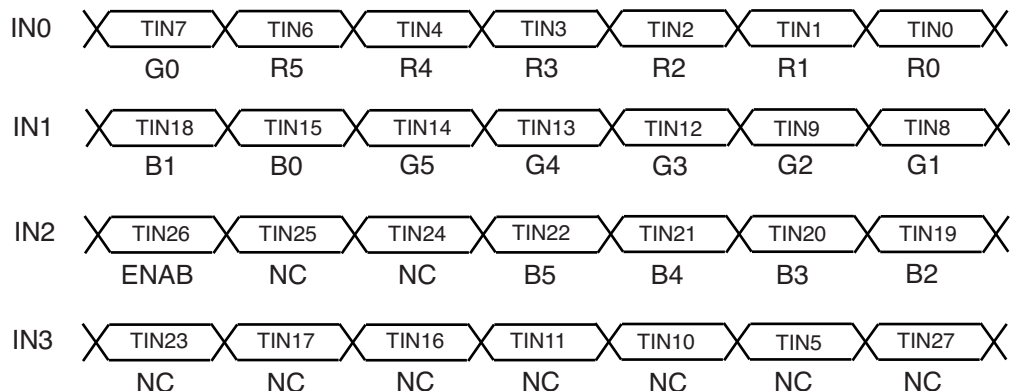 IN0 TIN7 TIN6 TIN4 TIN3 TIN2 TIN1 TIN0
G0 R5 R4 R3 R2 R1 R0
IN1 TIN18 TIN15 TIN14 TIN13 TIN12 TIN9 TIN8
B1 B0 G5 G4 G3 G2 G1
IN2 TIN26 TIN25 TIN24 TIN22 TIN21 TIN20 TIN19
ENAB NC NC B5 B4 B3 B2
IN3 TIN23 TIN17 TIN16 TIN11 TIN10 TIN5 TIN27
NC NC NC NC NC NC NC